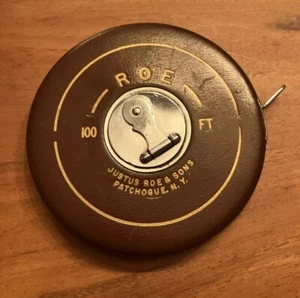 ROE
100 FT
JUSTUS ROE & SONS
PATCHOGUE, N.Y.